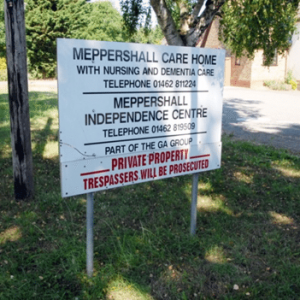 MEPPERSHALL CARE HOME
WITH NURSING AND DEMENTIA CARE
TELEPHONE 01462 811224
MEPPERSHALL
INDEPENDENCE CENTRE
TELEPHONE 01462 819509
PART OF THE GA GROUP
PRIVATE PROPERTY
TRESPASSERS WILL BE PROSECUTED